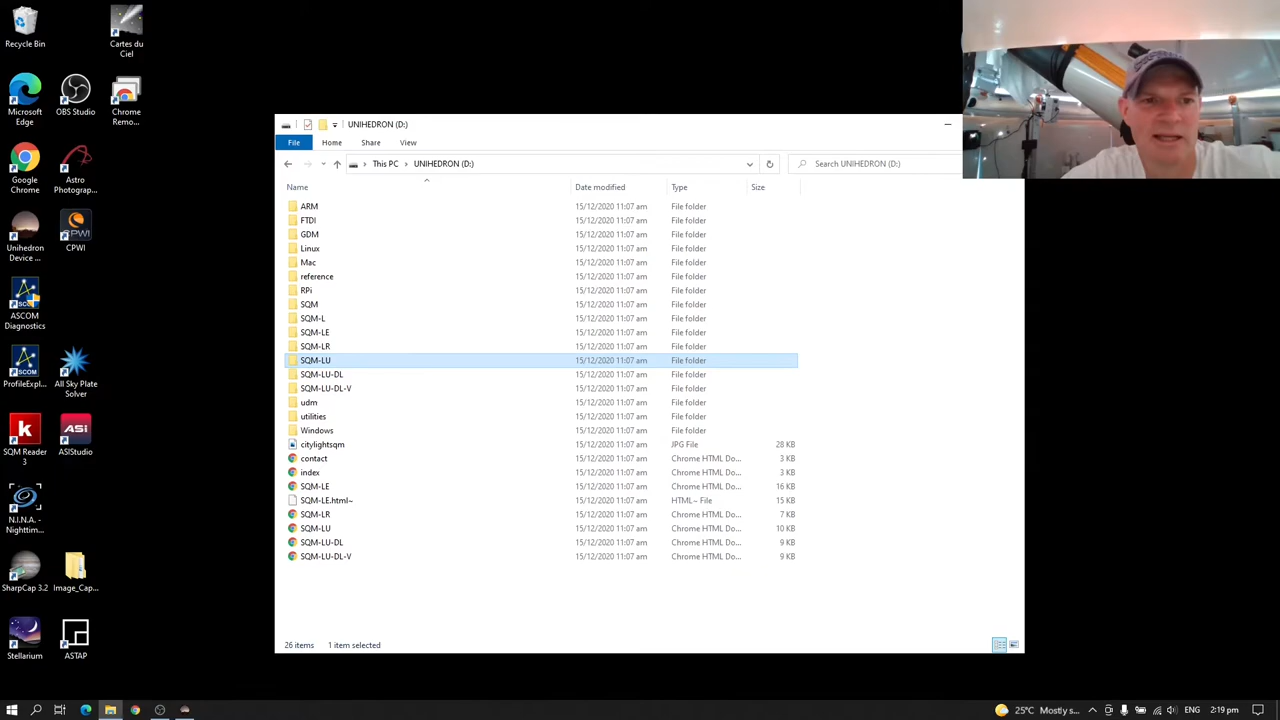 Recycle Bin
Cartes du
Ciel
Microsoft
Edge
OBS Studio
Chrome
Remo...
Google
Chrome
Astro
Photograp...
Unihedron
Device ...
CPWI
ASCOM
Diagnostics
ProfileExpl...
All Sky Plate
Solver
SQM Reader
3
ASIStudio
N.I.N.A. -
Nighttim...
SharpCap 3.2
Image_Cap...
Stellarium
ASTAP
UNIHEDRON (D:)
File Home Share View
This PC UNIHEDRON (D:)
Search UNIHEDRON (D:)
Name Date modified Type Size
ARM 15/12/2020 11:07 am File folder
FTDI 15/12/2020 11:07 am File folder
GDM 15/12/2020 11:07 am File folder
Linux 15/12/2020 11:07 am File folder
Mac 15/12/2020 11:07 am File folder
reference 15/12/2020 11:07 am File folder
RPi 15/12/2020 11:07 am File folder
SQM 15/12/2020 11:07 am File folder
SQM-L 15/12/2020 11:07 am File folder
SQM-LE 15/12/2020 11:07 am File folder
SQM-LR 15/12/2020 11:07 am File folder
SQM-LU 15/12/2020 11:07 am File folder
SQM-LU-DL 15/12/2020 11:07 am File folder
SQM-LU-DL-V 15/12/2020 11:07 am File folder
udm 15/12/2020 11:07 am File folder
utilities 15/12/2020 11:07 am File folder
Windows 15/12/2020 11:07 am File folder
citylightsqm 15/12/2020 11:07 am JPG File 28 KB
contact 15/12/2020 11:07 am Chrome HTML Do... 3 KB
index 15/12/2020 11:07 am Chrome HTML Do... 3 KB
SQM-LE 15/12/2020 11:07 am Chrome HTML Do... 16 KB
SQM-LE.html~ 15/12/2020 11:07 am HTML~ File 15 KB
SQM-LR 15/12/2020 11:07 am Chrome HTML Do... 7 KB
SQM-LU 15/12/2020 11:07 am Chrome HTML Do... 10 KB
SQM-LU-DL 15/12/2020 11:07 am Chrome HTML Do... 9 KB
SQM-LU-DL-V 15/12/2020 11:07 am Chrome HTML Do... 9 KB
26 items 1 item selected
25°C Mostly s... ENG 2:19 pm